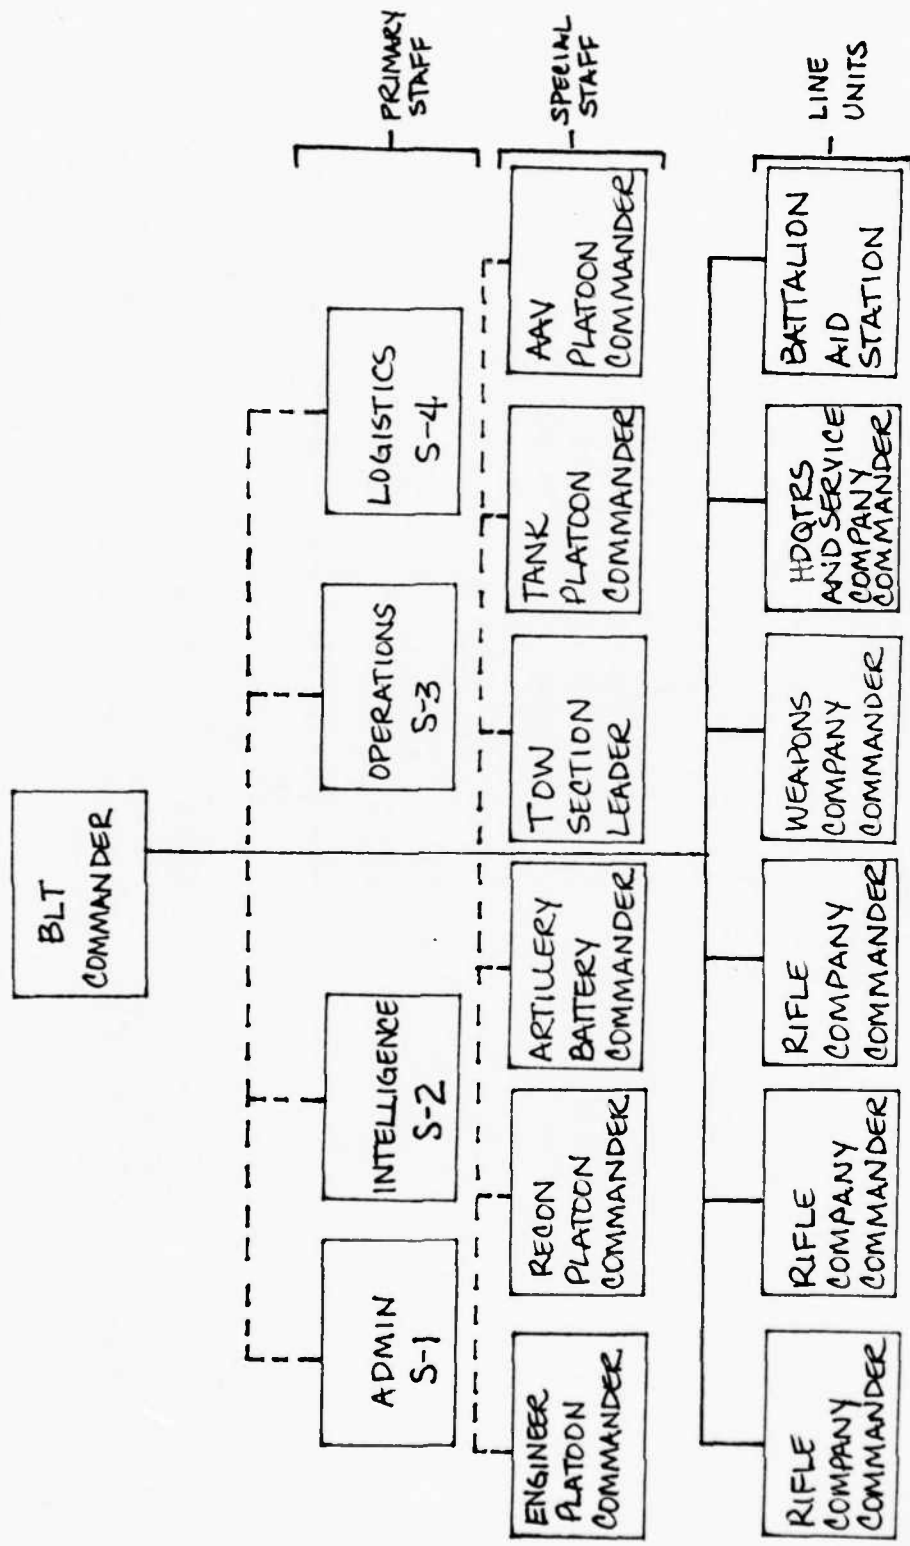 BLT
COMMANDER
ADMIN
S-1
INTELLIGENCE
S-2
OPERATIONS
S-3
LOGISTICS
S-4
PRIMARY
STAFF
ENGINEER
PLATOON
COMMANDER
RECON
PLATOON
COMMANDER
ARTILLERY
BATTERY
COMMANDER
TOW
SECTION
LEADER
TANK
PLATOON
COMMANDER
AAV
PLATOON
COMMANDER
SPECIAL
STAFF
RIFLE
COMPANY
COMMANDER
RIFLE
COMPANY
COMMANDER
RIFLE
COMPANY
COMMANDER
WEAPONS
COMPANY
COMMANDER
HDQTRS
AND SERVICE
COMPANY
COMMANDER
BATTALION
AID
STATION
LINE
UNITS